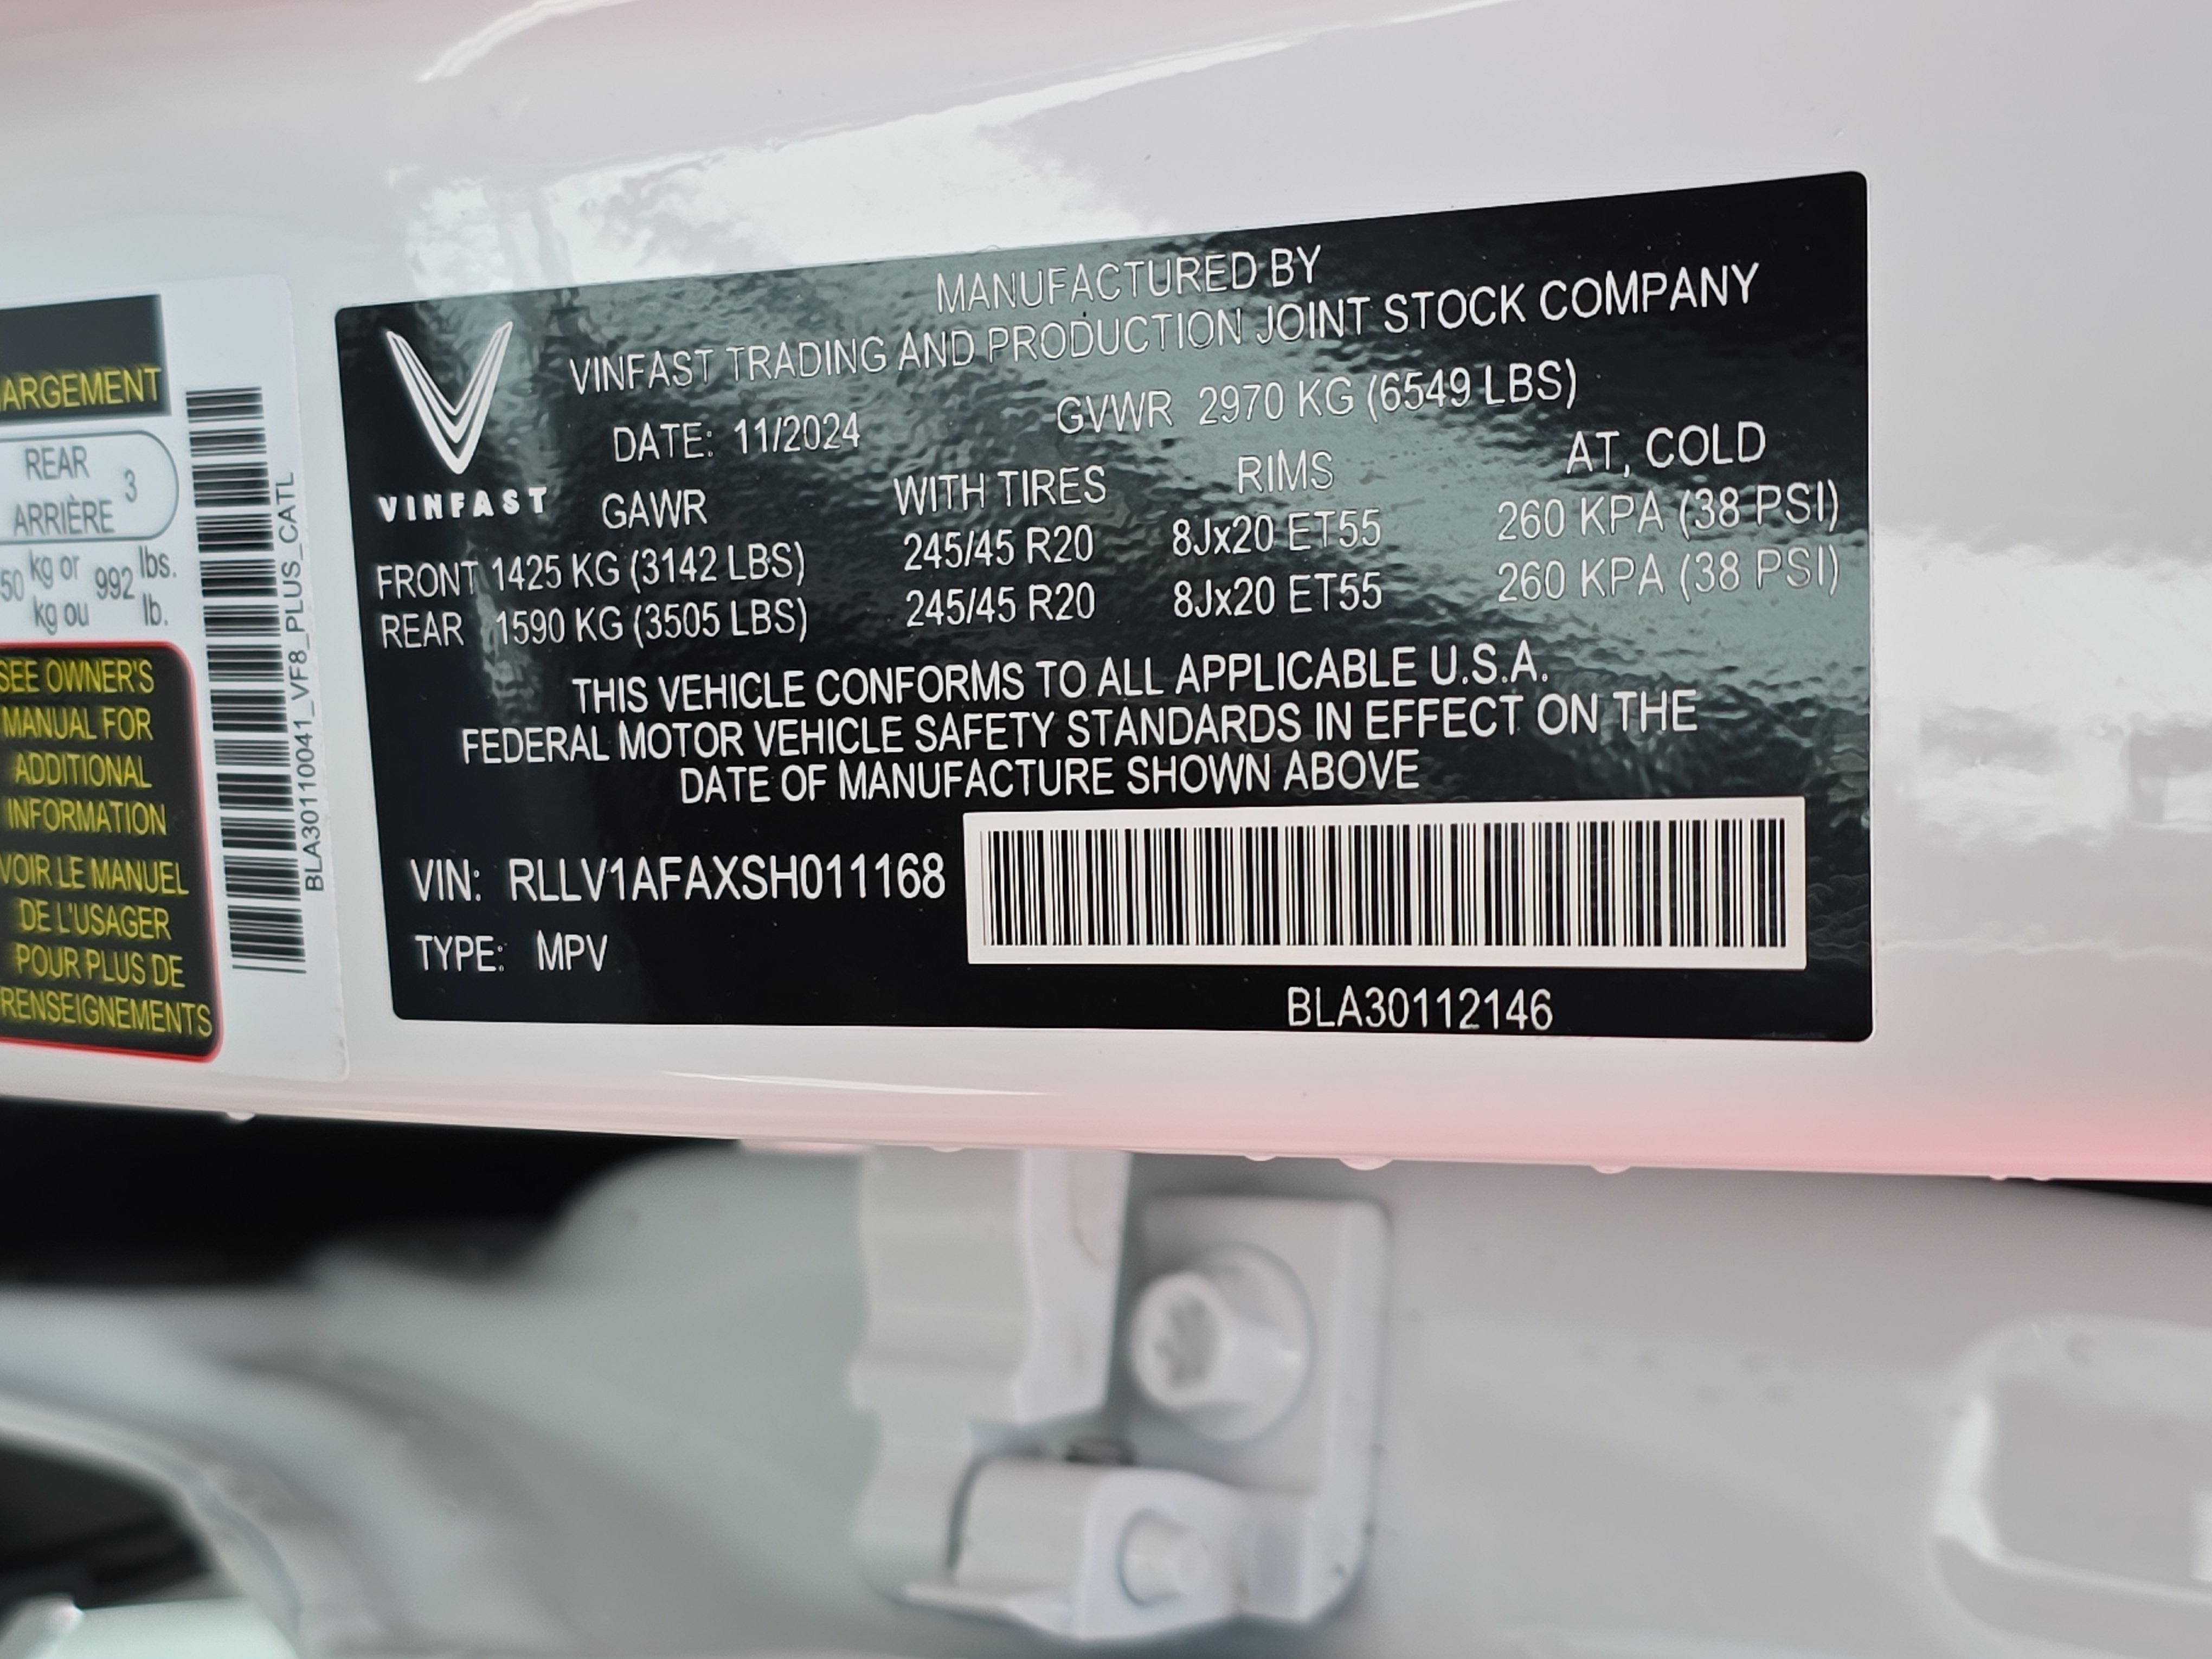 ARGEMENT
REAR
ARRIÈRE 3
50 kg or 992 lbs.
kg ou lb.
SEE OWNER'S
MANUAL FOR
ADDITIONAL
INFORMATION
VOIR LE MANUEL
DE L'USAGER
POUR PLUS DE
RENSEIGNEMENTS
BLA30110041_VF8_PLUS_CATL
VINFAST
MANUFACTURED BY
VINFAST TRADING AND PRODUCTION JOINT STOCK COMPANY
DATE: 11/2024 GVWR 2970 KG (6549 LBS)
GAWR WITH TIRES RIMS AT, COLD
FRONT 1425 KG (3142 LBS) 245/45 R20 8Jx20 ET55 260 KPA (38 PSI)
REAR 1590 KG (3505 LBS) 245/45 R20 8Jx20 ET55 260 KPA (38 PSI)
THIS VEHICLE CONFORMS TO ALL APPLICABLE U.S.A.
FEDERAL MOTOR VEHICLE SAFETY STANDARDS IN EFFECT ON THE
DATE OF MANUFACTURE SHOWN ABOVE
VIN: RLLV1AFAXSH011168
TYPE: MPV
BLA30112146